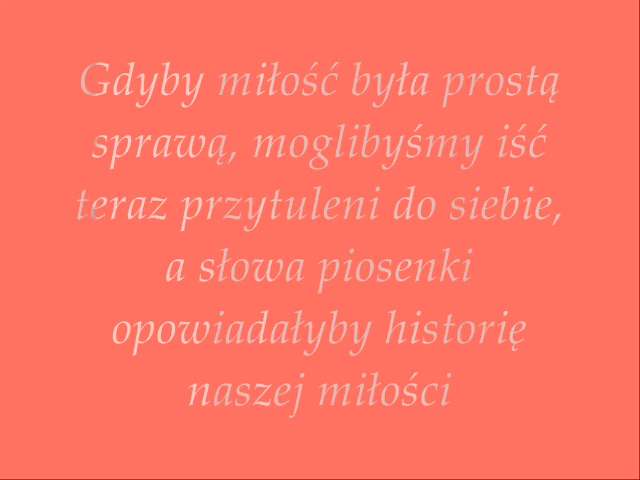 Gdyby miłość była prostą
sprawą, moglibyśmy iść
teraz przytuleni do siebie,
a słowa piosenki
opowiadałyby historię
naszej miłości